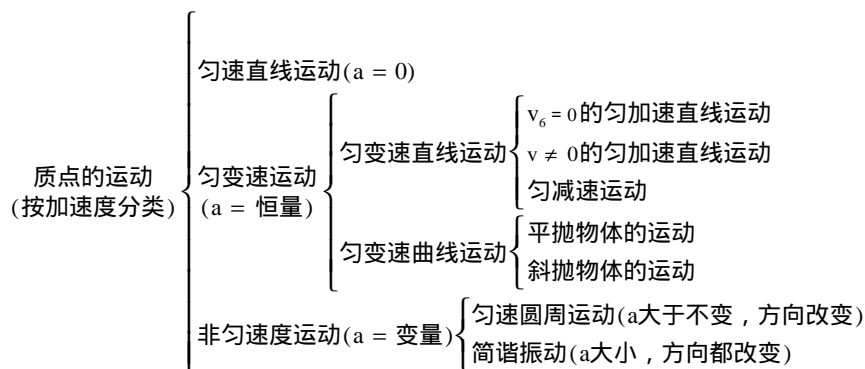 匀速直线运动(a = 0)
v₆ = 0的匀加速直线运动
匀变速直线运动
v ≠ 0的匀加速直线运动
匀减速运动
质点的运动
(按加速度分类)
匀变速运动
(a = 恒量)
平抛物体的运动
匀变速曲线运动
斜抛物体的运动
匀速圆周运动(a大于不变，方向改变)
非匀速度运动(a = 变量)
简谐振动(a大小，方向都改变)